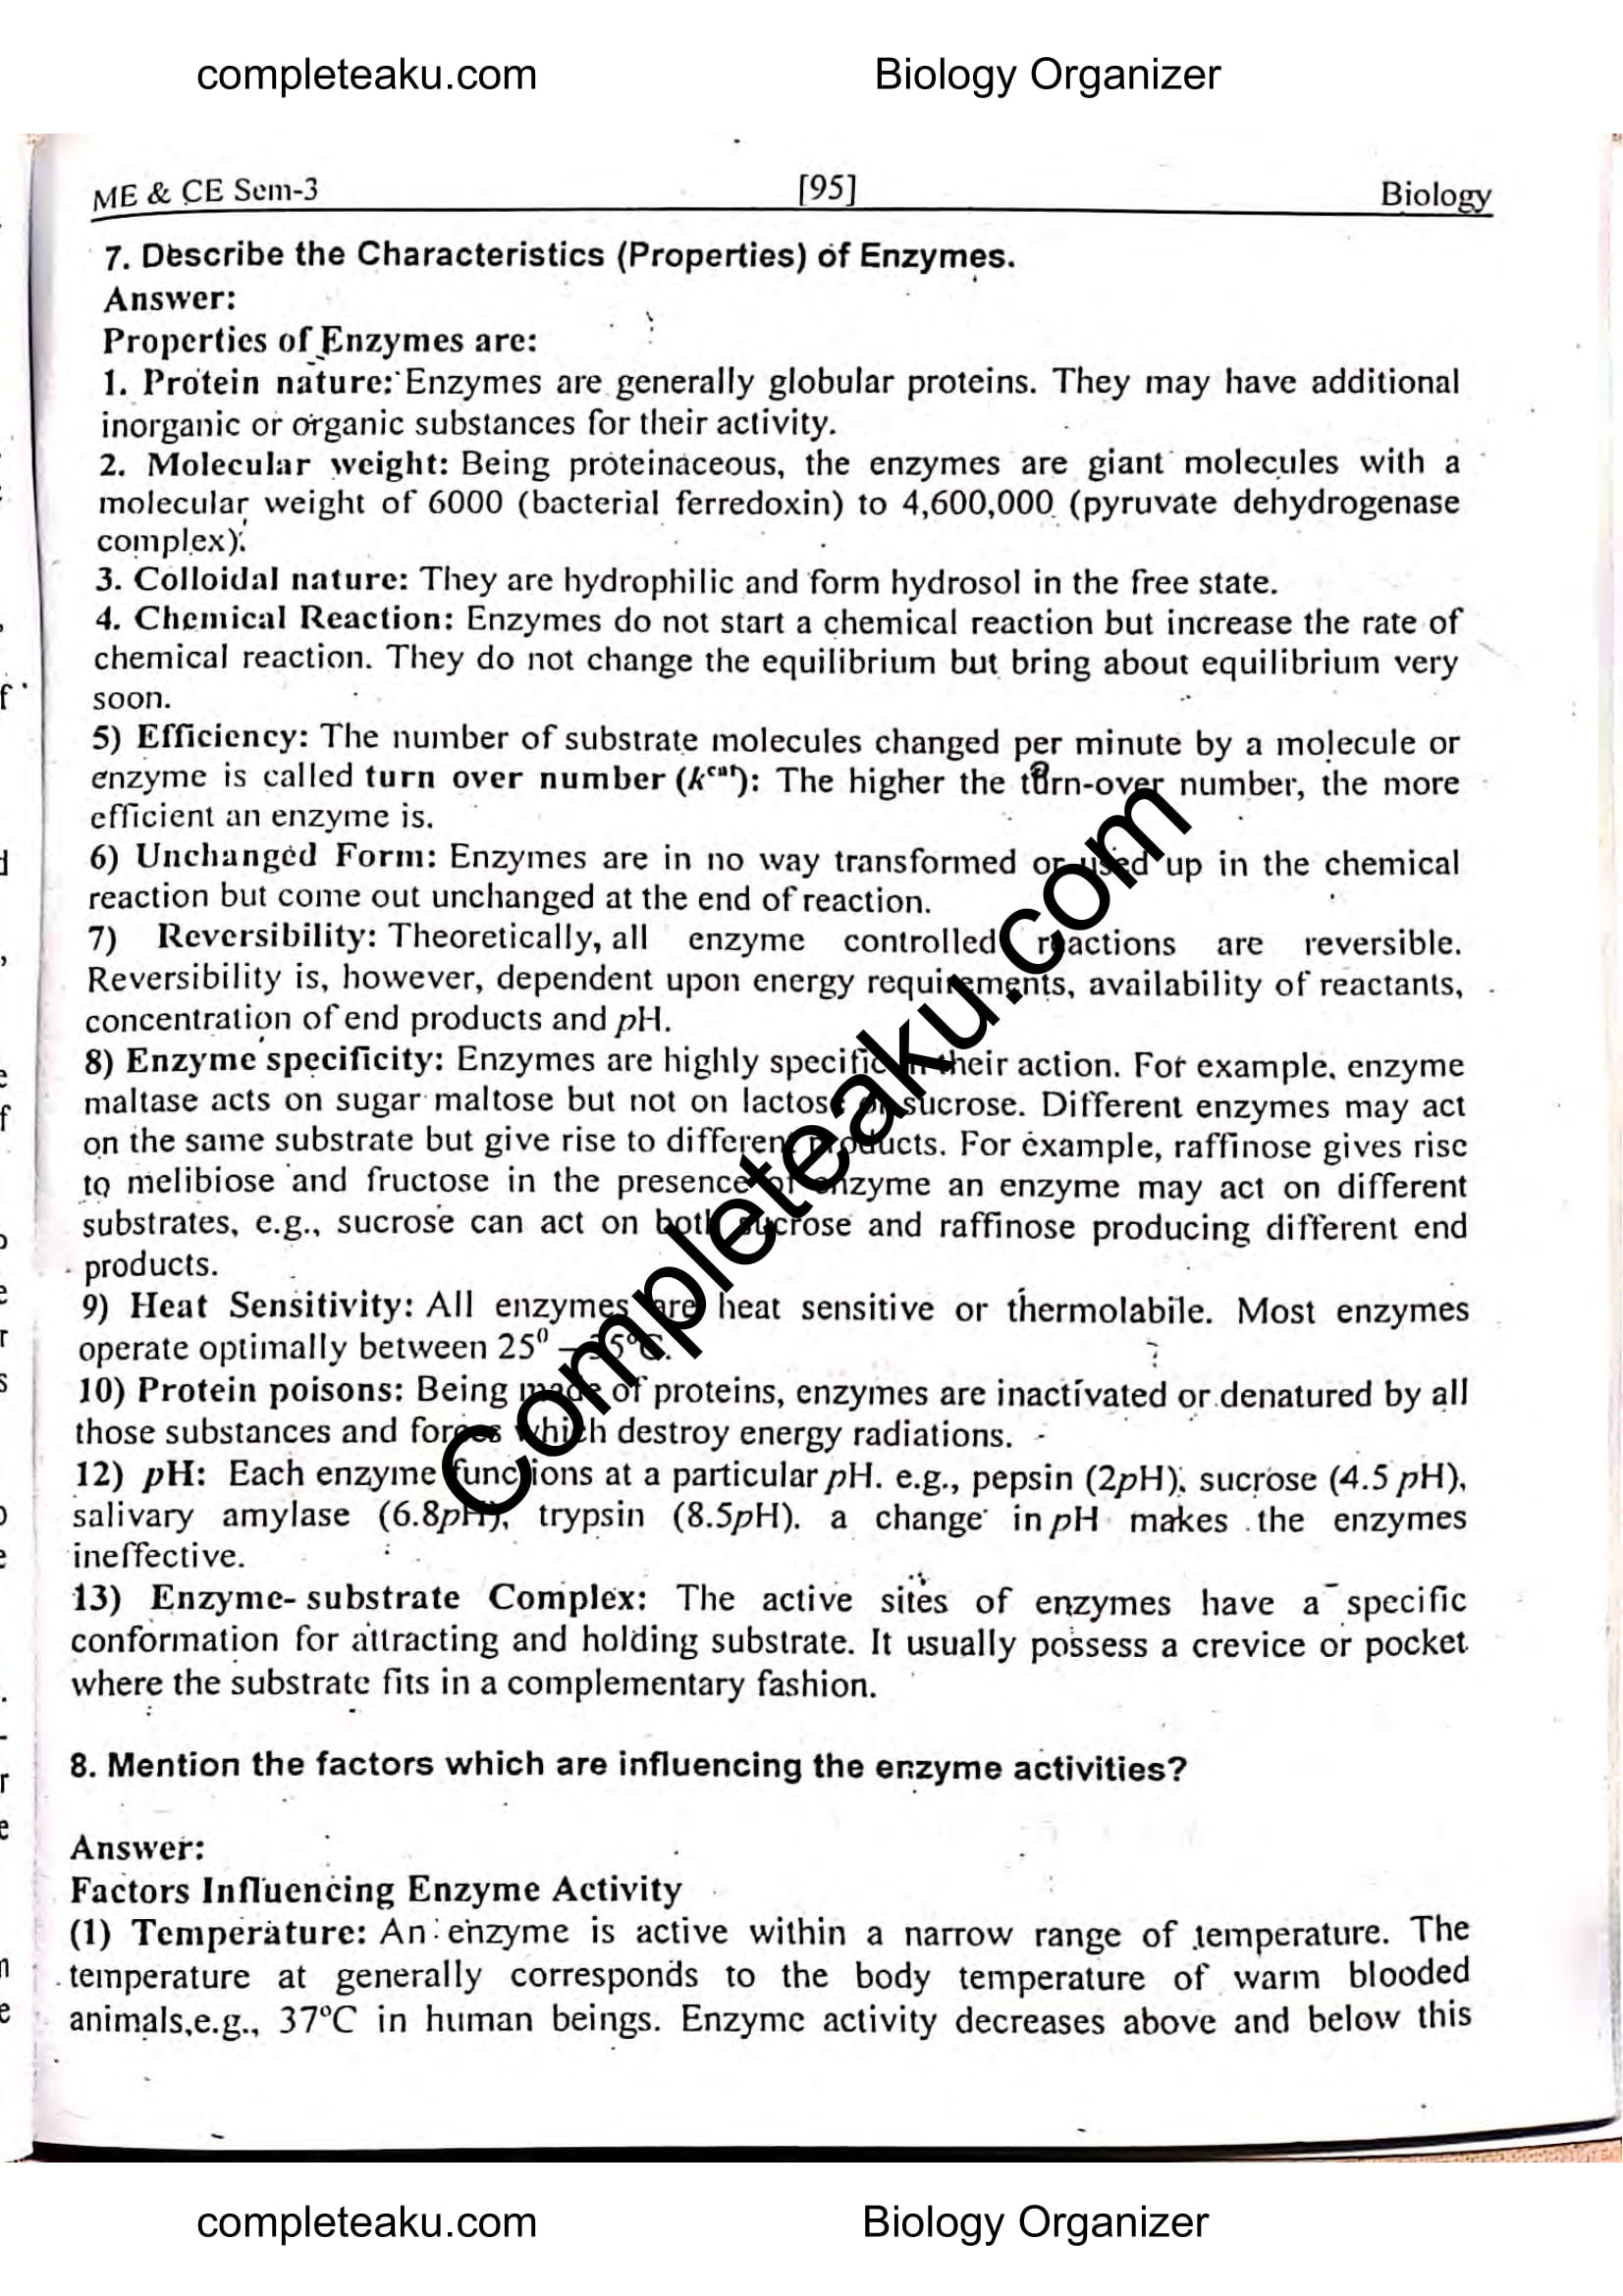 completeaku.com Biology Organizer
ME & CE Sem-3 [95] Biology
7. Describe the Characteristics (Properties) of Enzymes.
Answer:
Properties of Enzymes are:
1. Protein nature: Enzymes are generally globular proteins. They may have additional
inorganic or organic substances for their activity.
2. Molecular weight: Being proteinaceous, the enzymes are giant molecules with a
molecular weight of 6000 (bacterial ferredoxin) to 4,600,000 (pyruvate dehydrogenase
complex).
3. Colloidal nature: They are hydrophilic and form hydrosol in the free state.
4. Chemical Reaction: Enzymes do not start a chemical reaction but increase the rate of
chemical reaction. They do not change the equilibrium but bring about equilibrium very
soon.
5) Efficiency: The number of substrate molecules changed per minute by a molecule or
enzyme is called turn over number (kcat): The higher the turn-over number, the more
efficient an enzyme is.
6) Unchanged Form: Enzymes are in no way transformed or used up in the chemical
reaction but come out unchanged at the end of reaction.
7) Reversibility: Theoretically, all enzyme controlled reactions are reversible.
Reversibility is, however, dependent upon energy requirements, availability of reactants,
concentration of end products and pH.
8) Enzyme specificity: Enzymes are highly specific in their action. For example, enzyme
maltase acts on sugar maltose but not on lactose or sucrose. Different enzymes may act
on the same substrate but give rise to different products. For example, raffinose gives rise
to melibiose and fructose in the presence of enzyme an enzyme may act on different
substrates, e.g., sucrose can act on both sucrose and raffinose producing different end
products.
9) Heat Sensitivity: All enzymes are heat sensitive or thermolabile. Most enzymes
operate optimally between 25⁰ – 35ºC.
10) Protein poisons: Being made of proteins, enzymes are inactivated or denatured by all
those substances and forces which destroy energy radiations.
12) pH: Each enzyme functions at a particular pH. e.g., pepsin (2pH), sucrose (4.5 pH),
salivary amylase (6.8pH), trypsin (8.5pH). a change in pH makes the enzymes
ineffective.
13) Enzyme- substrate Complex: The active sites of enzymes have a specific
conformation for attracting and holding substrate. It usually possess a crevice or pocket
where the substrate fits in a complementary fashion.
8. Mention the factors which are influencing the enzyme activities?
Answer:
Factors Influencing Enzyme Activity
(1) Temperature: An enzyme is active within a narrow range of temperature. The
temperature at generally corresponds to the body temperature of warm blooded
animals,e.g., 37ºC in human beings. Enzyme activity decreases above and below this
Completeaku.com
completeaku.com Biology Organizer